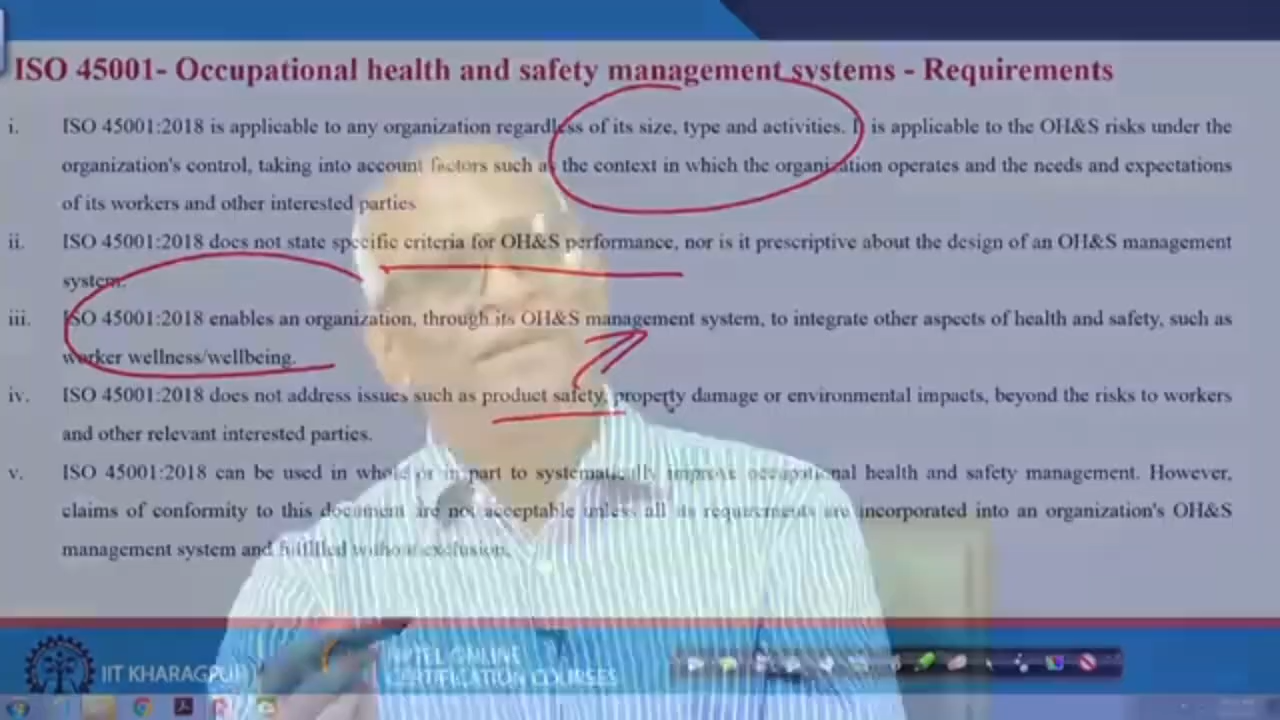 ISO 45001- Occupational health and safety management systems - Requirements
i. ISO 45001:2018 is applicable to any organization regardless of its size, type and activities. It is applicable to the OH&S risks under the
organization's control, taking into account factors such as the context in which the organization operates and the needs and expectations
of its workers and other interested parties
ii. ISO 45001:2018 does not state specific criteria for OH&S performance, nor is it prescriptive about the design of an OH&S management
system.
iii. ISO 45001:2018 enables an organization, through its OH&S management system, to integrate other aspects of health and safety, such as
worker wellness/wellbeing.
iv. ISO 45001:2018 does not address issues such as product safety, property damage or environmental impacts, beyond the risks to workers
and other relevant interested parties.
v. ISO 45001:2018 can be used in whole or in part to systematically improve occupational health and safety management. However,
claims of conformity to this document are not acceptable unless all its requirements are incorporated into an organization's OH&S
management system and fulfilled without exclusion.
IIT KHARAGPUR
NPTEL ONLINE
CERTIFICATION COURSES